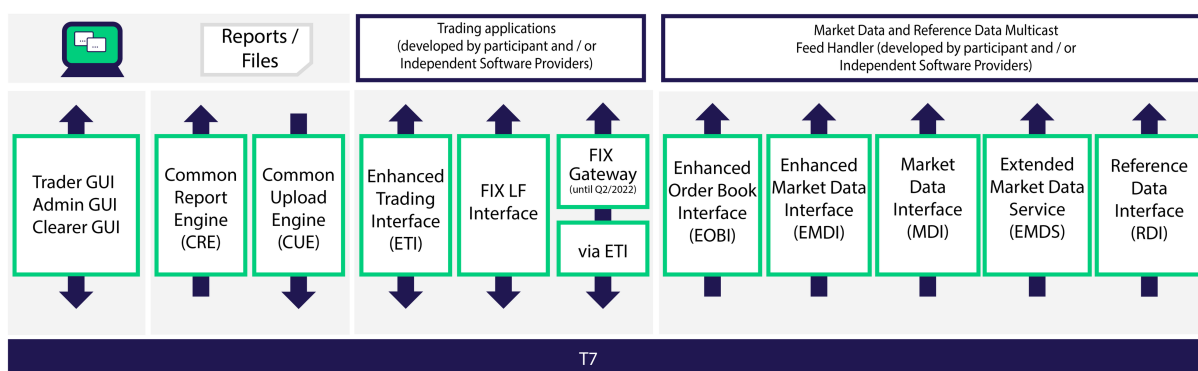 Reports /
Files
Trading applications
(developed by participant and / or
Independent Software Providers)
Market Data and Reference Data Multicast
Feed Handler (developed by participant and / or
Independent Software Providers)
Trader GUI
Admin GUI
Clearer GUI
Common
Report
Engine
(CRE)
Common
Upload
Engine
(CUE)
Enhanced
Trading
Interface
(ETI)
FIX LF
Interface
FIX
Gateway
(until Q2/2022)
via ETI
Enhanced
Order Book
Interface
(EOBI)
Enhanced
Market Data
Interface
(EMDI)
Market
Data
Interface
(MDI)
Extended
Market Data
Service
(EMDS)
Reference
Data
Interface
(RDI)
T7